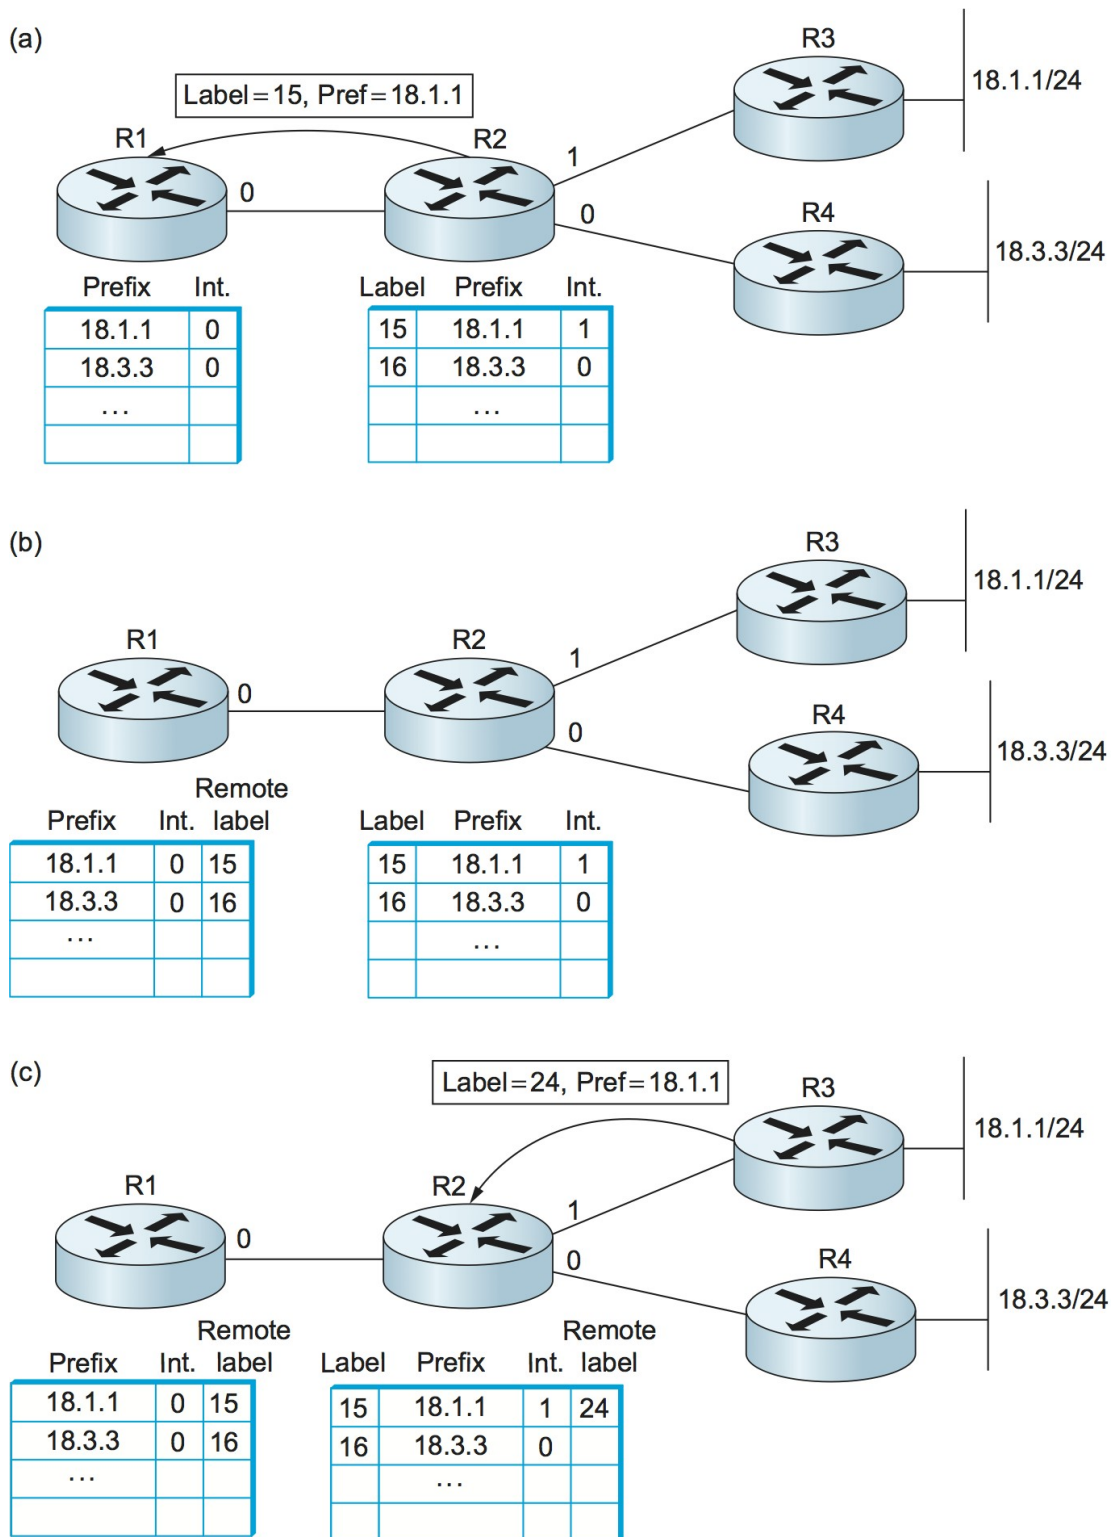 (a)
R3
18.1.1/24
Label=15, Pref=18.1.1
R1
R2
1
0
0
R4
18.3.3/24
Prefix Int.
18.1.1 0
18.3.3 0
...
Label Prefix Int.
15 18.1.1 1
16 18.3.3 0
...
(b)
R3
18.1.1/24
R1
R2
1
0
0
R4
18.3.3/24
Remote
Prefix Int. label
18.1.1 0 15
18.3.3 0 16
...
Label Prefix Int.
15 18.1.1 1
16 18.3.3 0
...
(c)
Label=24, Pref=18.1.1
R3
18.1.1/24
R1
R2
1
0
0
R4
18.3.3/24
Remote
Prefix Int. label
18.1.1 0 15
18.3.3 0 16
...
Remote
Label Prefix Int. label
15 18.1.1 1 24
16 18.3.3 0
...